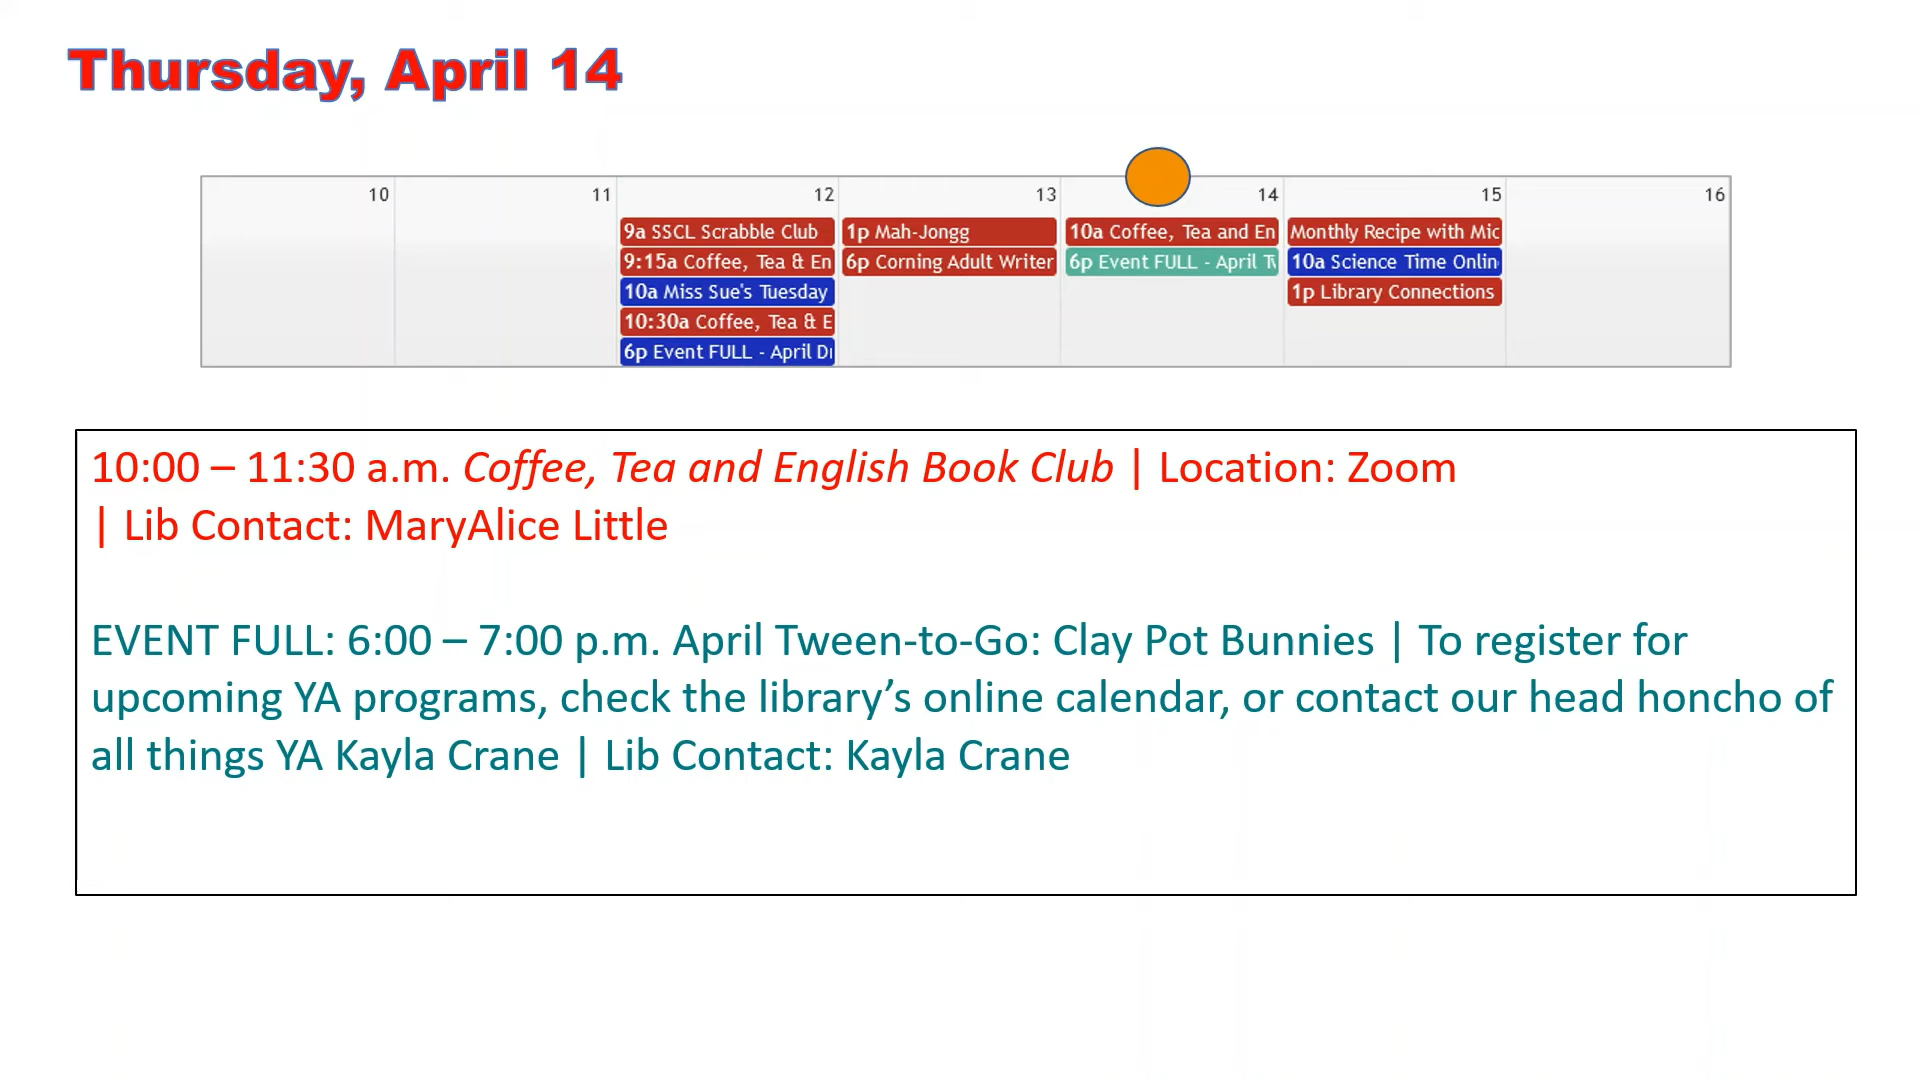 Thursday, April 14
10 11 12 13 14 15 16
9a SSCL Scrabble Club 1p Mah-Jongg 10a Coffee, Tea and En Monthly Recipe with Mic
9:15a Coffee, Tea & En 6p Corning Adult Writer 6p Event FULL - April 10a Science Time Onlin
10a Miss Sue's Tuesday 1p Library Connections
10:30a Coffee, Tea & E
6p Event FULL - April
10:00 – 11:30 a.m. Coffee, Tea and English Book Club | Location: Zoom
| Lib Contact: MaryAlice Little
EVENT FULL: 6:00 – 7:00 p.m. April Tween-to-Go: Clay Pot Bunnies | To register for
upcoming YA programs, check the library’s online calendar, or contact our head honcho of
all things YA Kayla Crane | Lib Contact: Kayla Crane